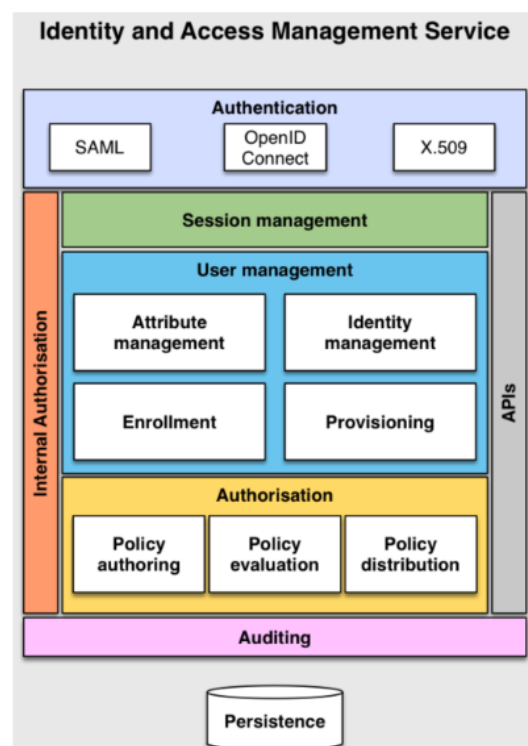 Identity and Access Management Service
Authentication
SAML
OpenID
Connect
X.509
Internal Authorisation
Session management
User management
Attribute
management
Identity
management
Enrollment
Provisioning
Authorisation
Policy
authoring
Policy
evaluation
Policy
distribution
APIs
Auditing
Persistence